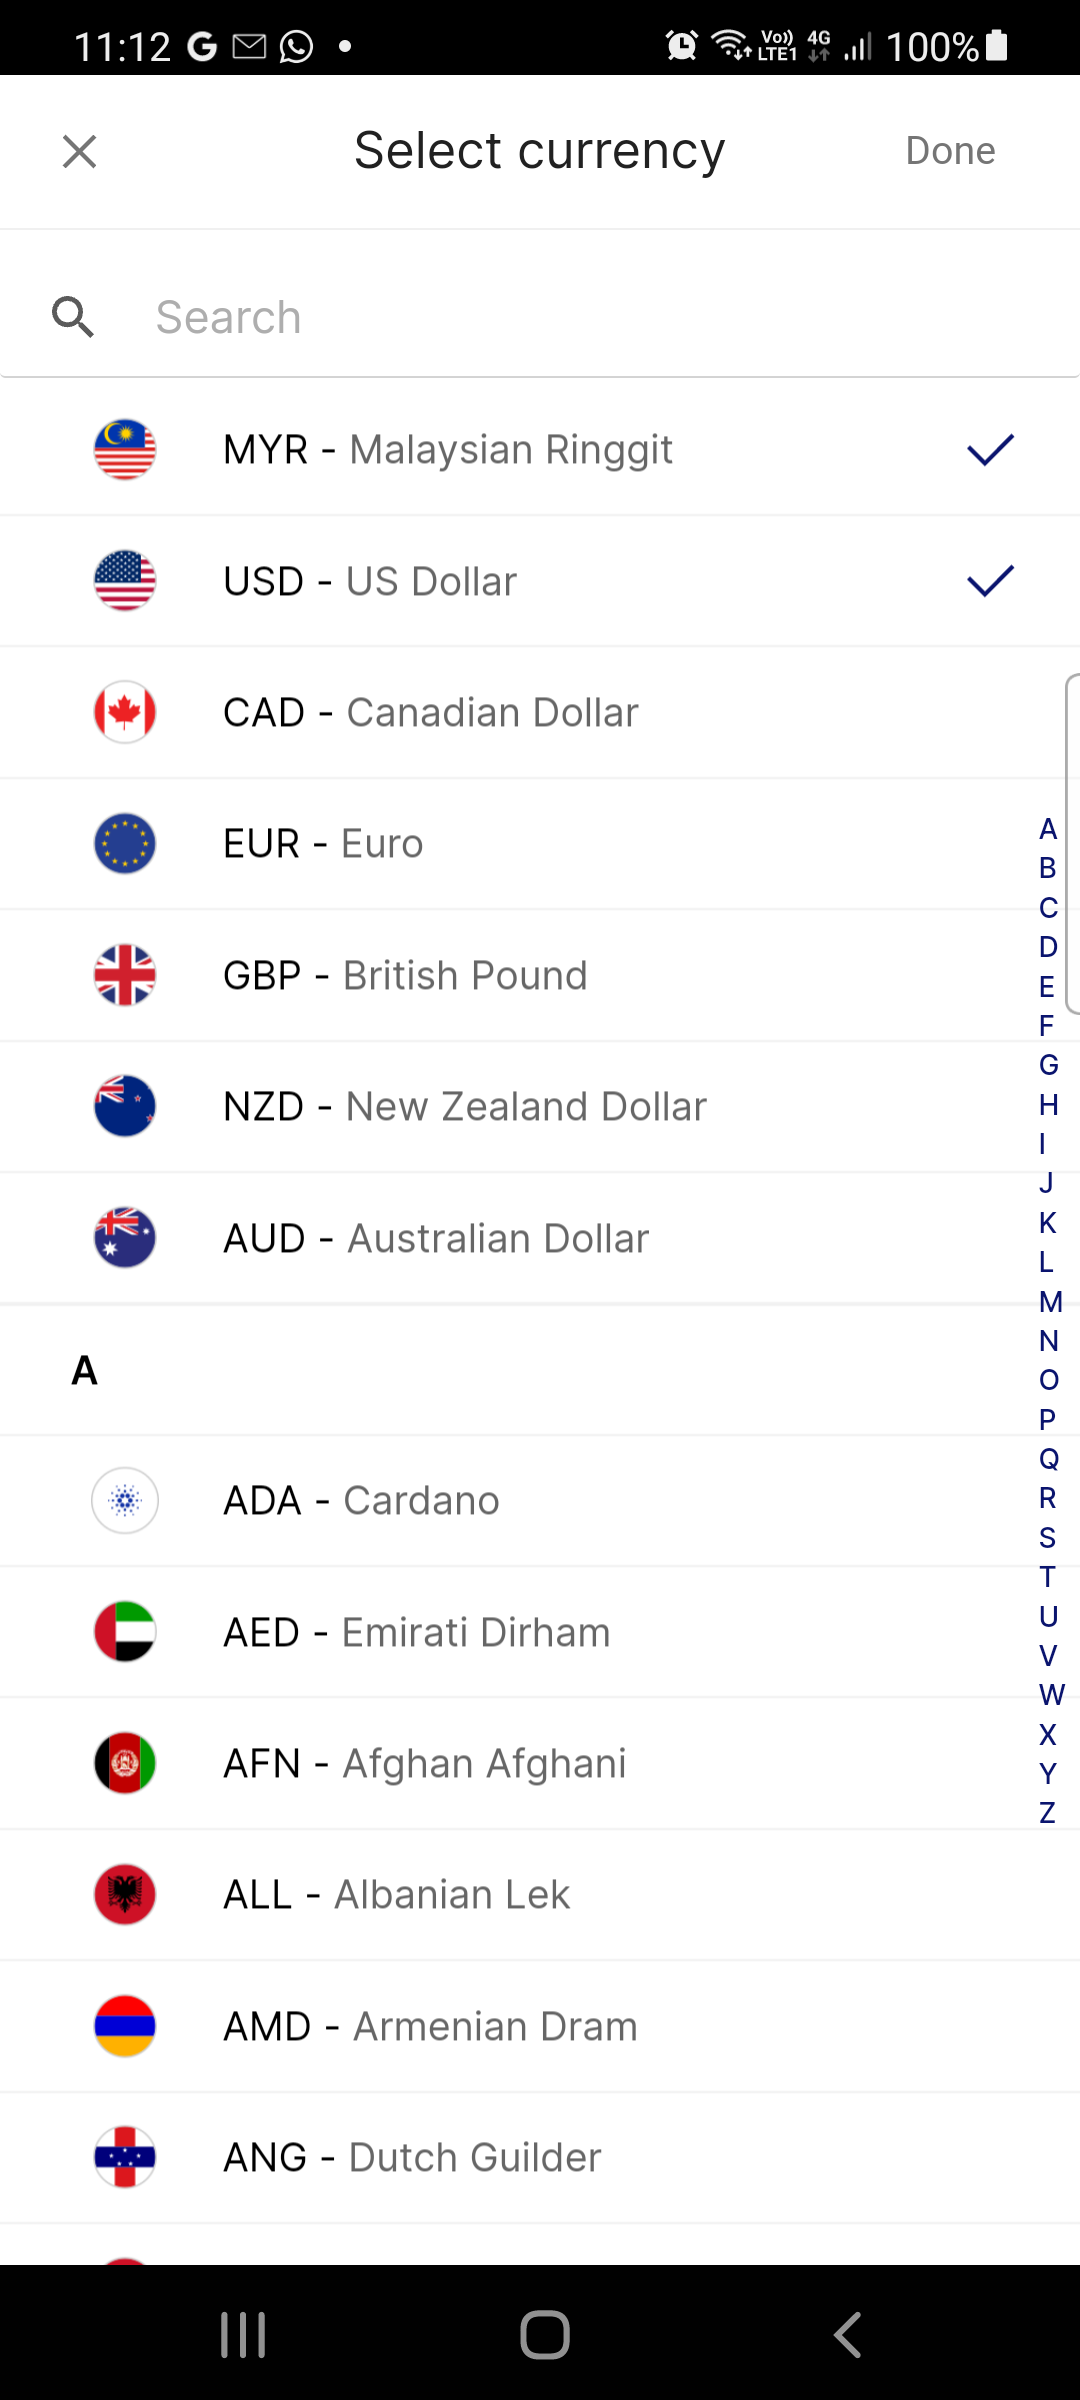 11:12 G Vo)) LTE1 4G 100%
Select currency Done
Search
MYR - Malaysian Ringgit
USD - US Dollar
CAD - Canadian Dollar
EUR - Euro
GBP - British Pound
NZD - New Zealand Dollar
AUD - Australian Dollar
A
ADA - Cardano
AED - Emirati Dirham
AFN - Afghan Afghani
ALL - Albanian Lek
AMD - Armenian Dram
ANG - Dutch Guilder
A
B
C
D
E
F
G
H
I
J
K
L
M
N
O
P
Q
R
S
T
U
V
W
X
Y
Z